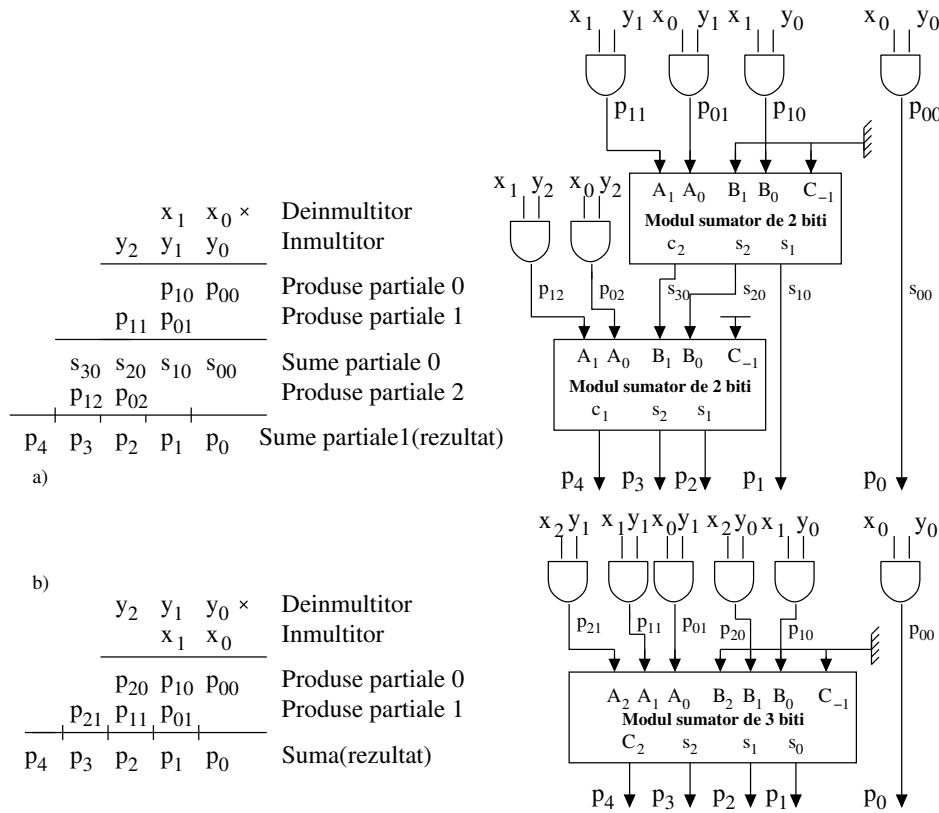 x1 y1 x0 y1 x1 y0 x0 y0
p11 p01 p10 p00
A1 A0 B1 B0 C-1
Modul sumator de 2 biti
c2 s2 s1
x1 y2 x0 y2
p12 p02 s30 s20 s10 s00
A1 A0 B1 B0 C-1
Modul sumator de 2 biti
c1 s2 s1
p4 p3 p2 p1 p0
x1 x0 × Deinmultitor
y2 y1 y0 Inmultitor
p10 p00 Produse partiale 0
p11 p01 Produse partiale 1
s30 s20 s10 s00 Sume partiale 0
p12 p02 Produse partiale 2
p4 p3 p2 p1 p0 Sume partiale1(rezultat)
a)
x2 y1 x1 y1 x0 y1 x2 y0 x1 y0 x0 y0
p21 p11 p01 p20 p10 p00
A2 A1 A0 B2 B1 B0 C-1
Modul sumator de 3 biti
C2 s2 s1 s0
p4 p3 p2 p1 p0
b)
y2 y1 y0 × Deinmultitor
x1 x0 Inmultitor
p20 p10 p00 Produse partiale 0
p21 p11 p01 Produse partiale 1
p4 p3 p2 p1 p0 Suma(rezultat)